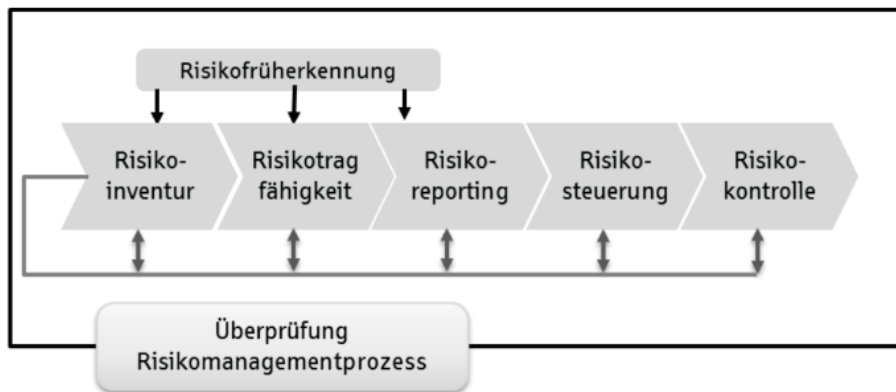 Risikofrüherkennung
Risiko-
inventur
Risikotrag
fähigkeit
Risiko-
reporting
Risiko-
steuerung
Risiko-
kontrolle
Überprüfung
Risikomanagementprozess